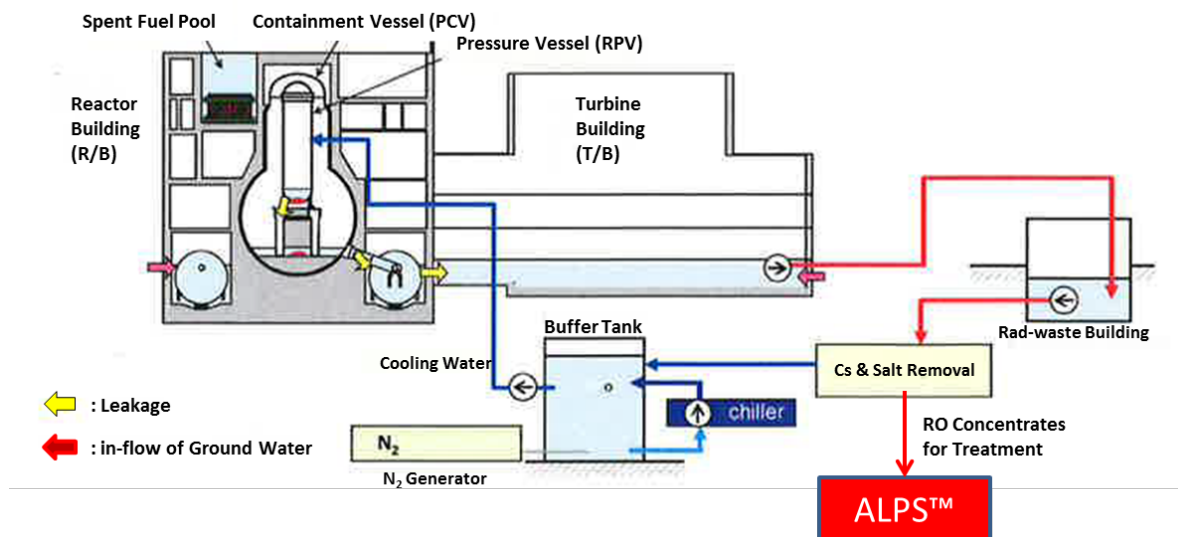 Spent Fuel Pool
Containment Vessel (PCV)
Pressure Vessel (RPV)
Reactor
Building
(R/B)
Turbine
Building
(T/B)
Rad-waste Building
Buffer Tank
Cooling Water
Cs & Salt Removal
chiller
: Leakage
: in-flow of Ground Water
N₂
N₂ Generator
RO Concentrates
for Treatment
ALPS™